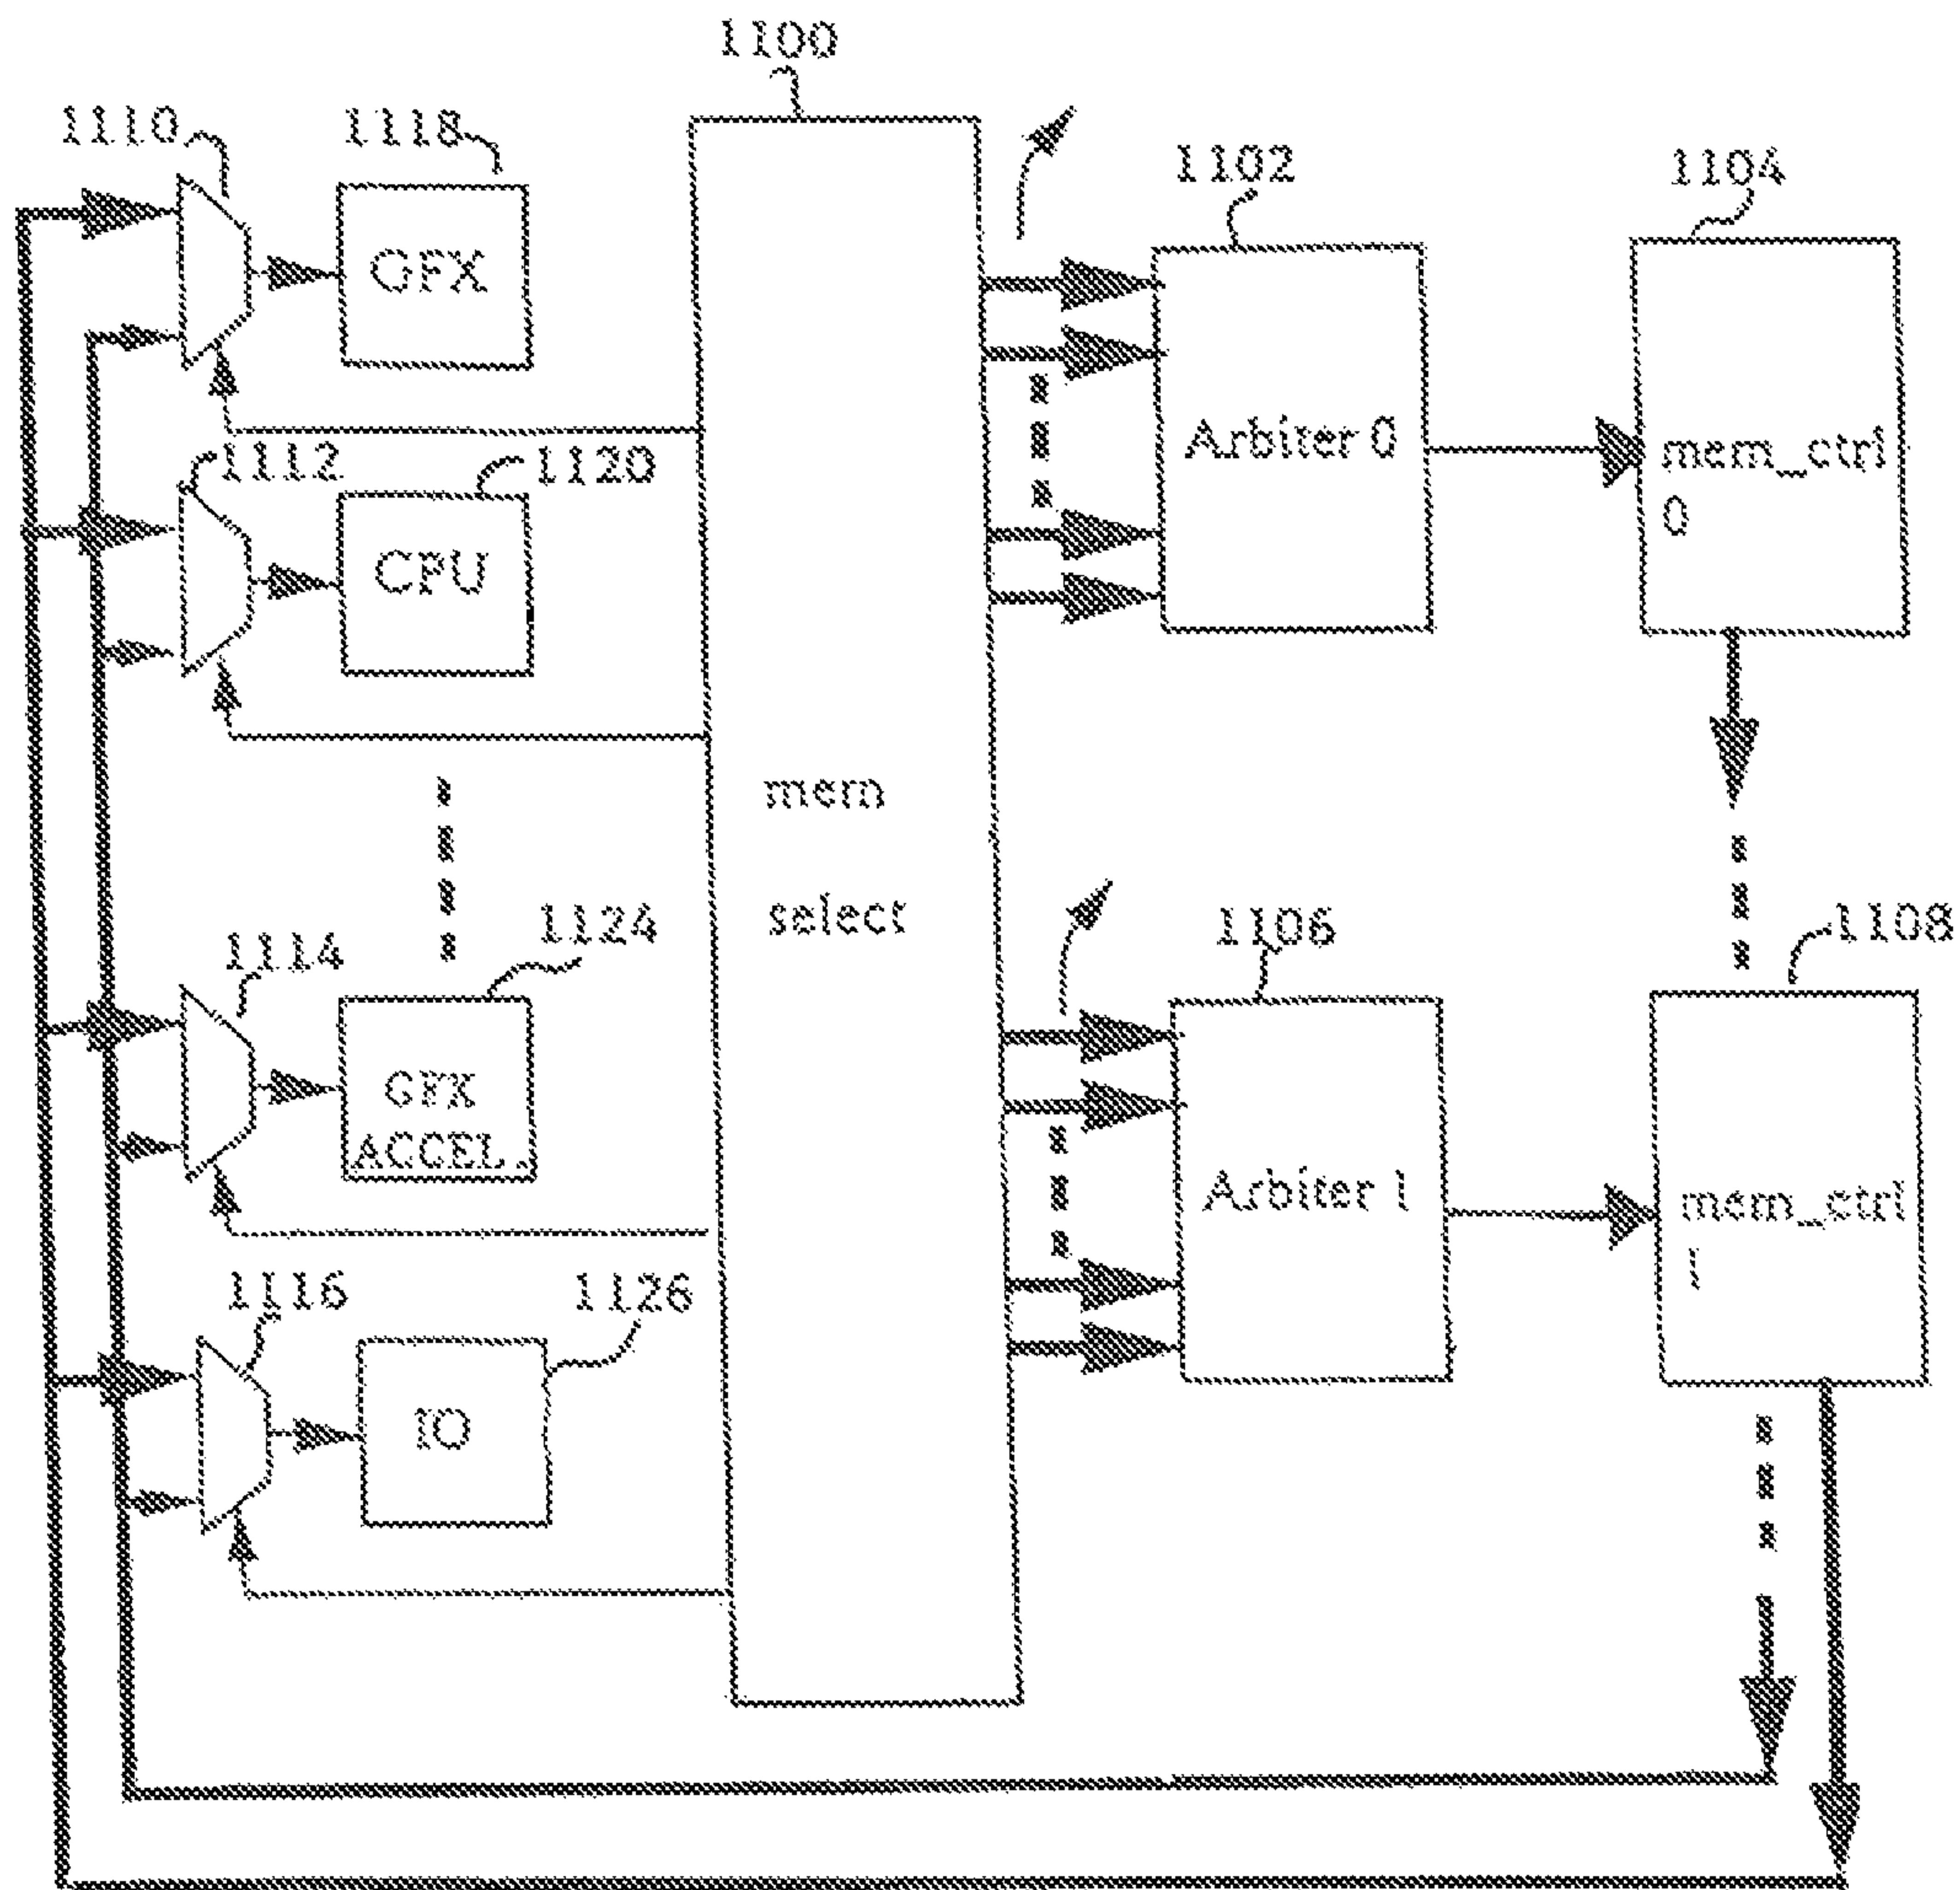 1100
1110
1118
1102
1104
GFX
1112
1120
Arbiter 0
mem_ctrl
0
CPU
mem
select
1114
1124
1106
1108
GFX
ACCEL.
Arbiter 1
mem_ctrl
1
1116
1126
IO